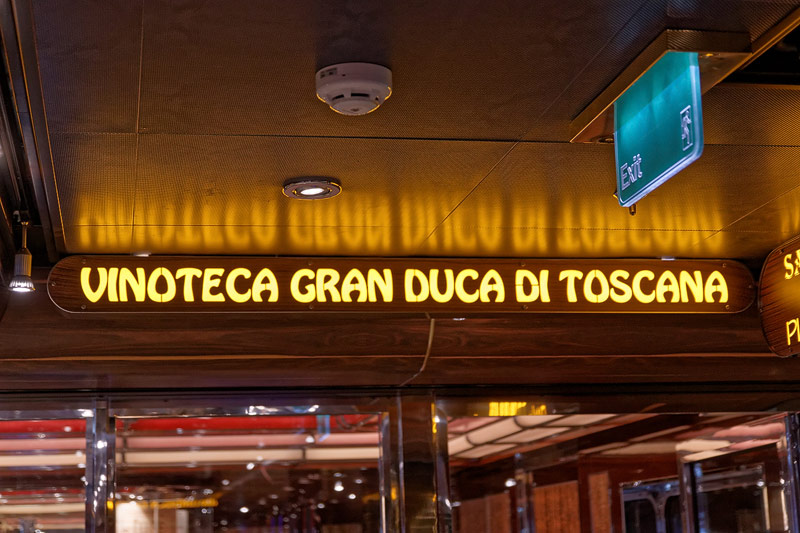 Exit
VINOTECA GRAN DUCA DI TOSCANA